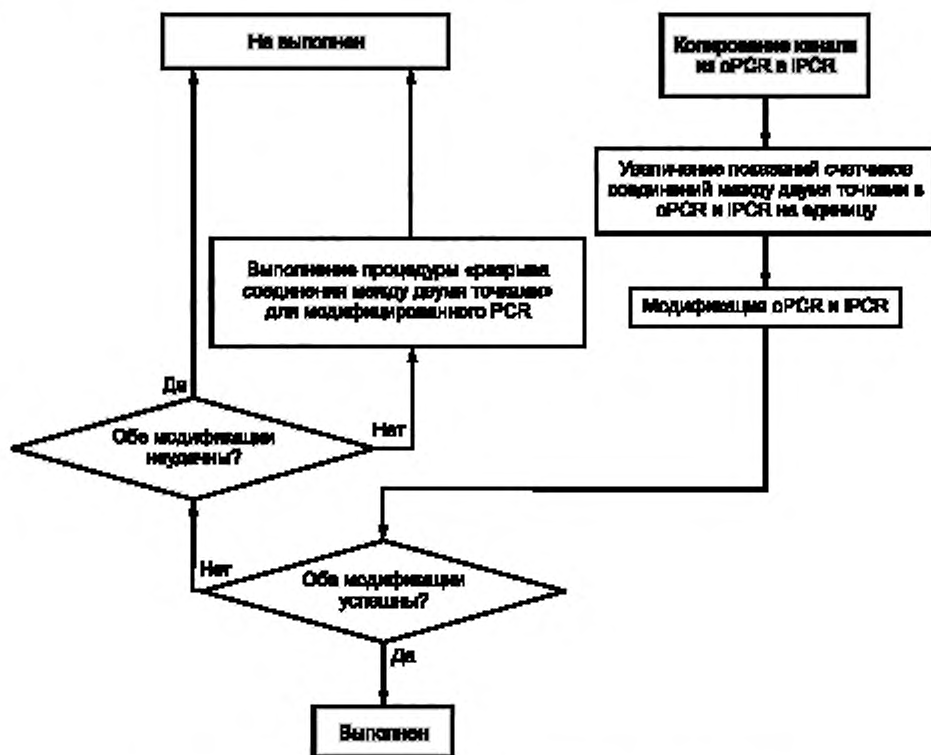 Не выполнен
Копирование канала
из oPCR в iPCR
Увеличение показаний счетчиков
соединений между двумя точками в
oPCR и iPCR на единицу
Выполнение процедуры «разрыва
соединения между двумя точками»
для модифицированного PCR
Модификация oPCR и iPCR
Да
Обе модификации
неудачны?
Нет
Нет
Обе модификации
успешны?
Да
Выполнен